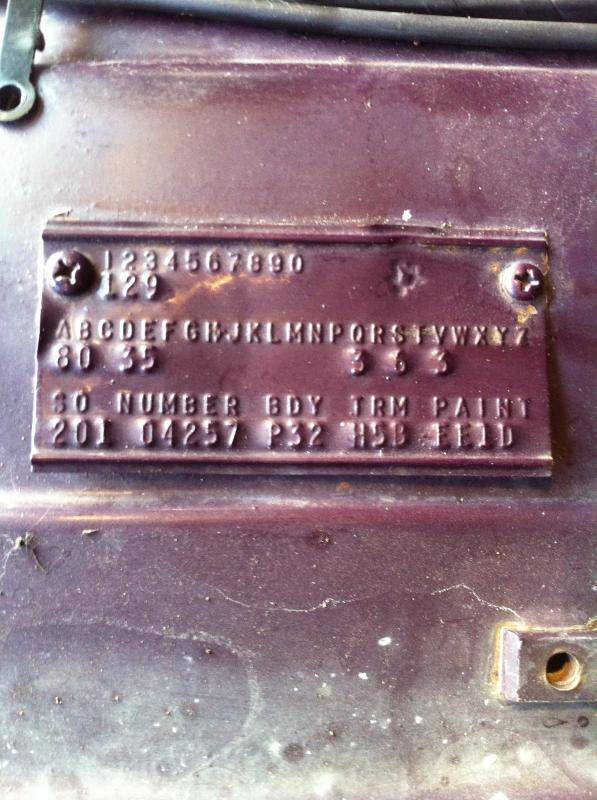 1234567890
129
ABCDEFGHJKLMNPQRSTVWXYZ
80 35 3 6 3
SO NUMBER BDY TRM PAINT
201 04257 P32 H5B EE1D